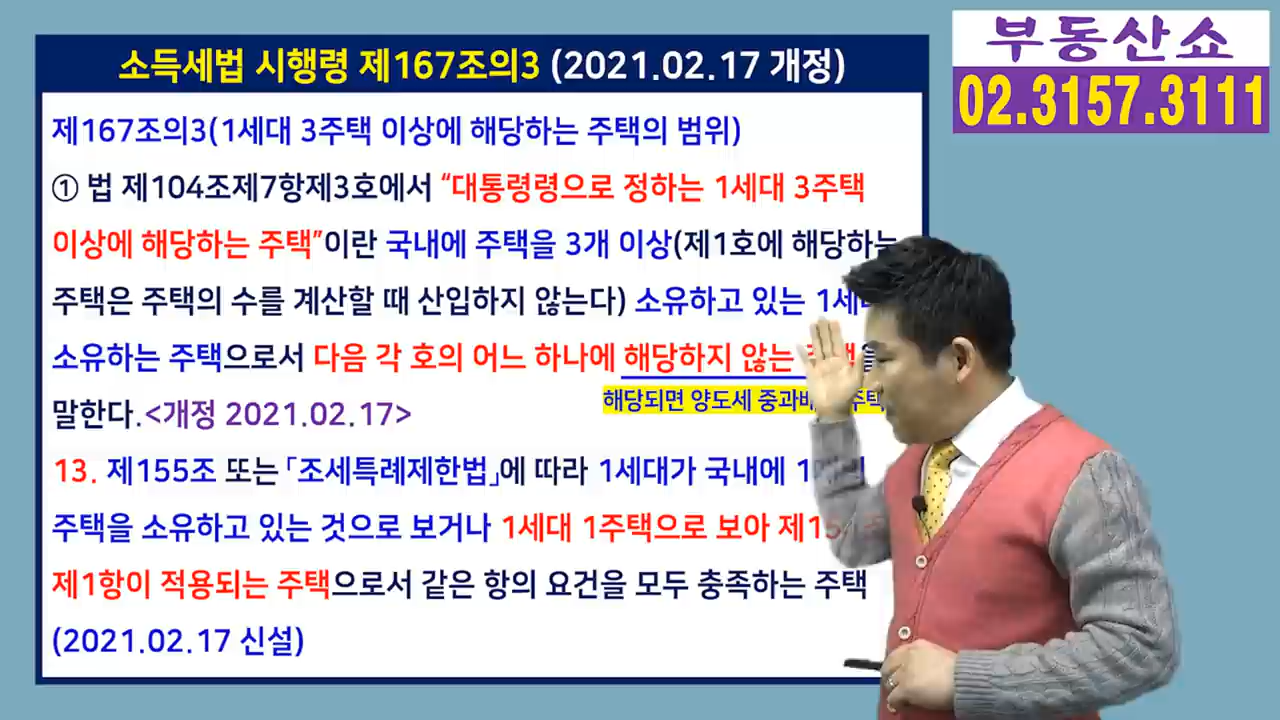 소득세법 시행령 제167조의3 (2021.02.17 개정)
부동산쇼
02.3157.3111
제167조의3(1세대 3주택 이상에 해당하는 주택의 범위)
① 법 제104조제7항제3호에서 “대통령령으로 정하는 1세대 3주택
이상에 해당하는 주택”이란 국내에 주택을 3개 이상(제1호에 해당하는
주택은 주택의 수를 계산할 때 산입하지 않는다) 소유하고 있는
소유하는 주택으로서 다음 각 호의 어느 하나에 해당하지 않는
해당되면 양도세
말한다.<개정 2021.02.17>
13. 제155조 또는 「조세특례제한법」에 따라 1세대가 국내에
주택을 소유하고 있는 것으로 보거나 1세대 1주택으로 보아
제1항이 적용되는 주택으로서 같은 항의 요건을 모두 충족하는 주택
(2021.02.17 신설)